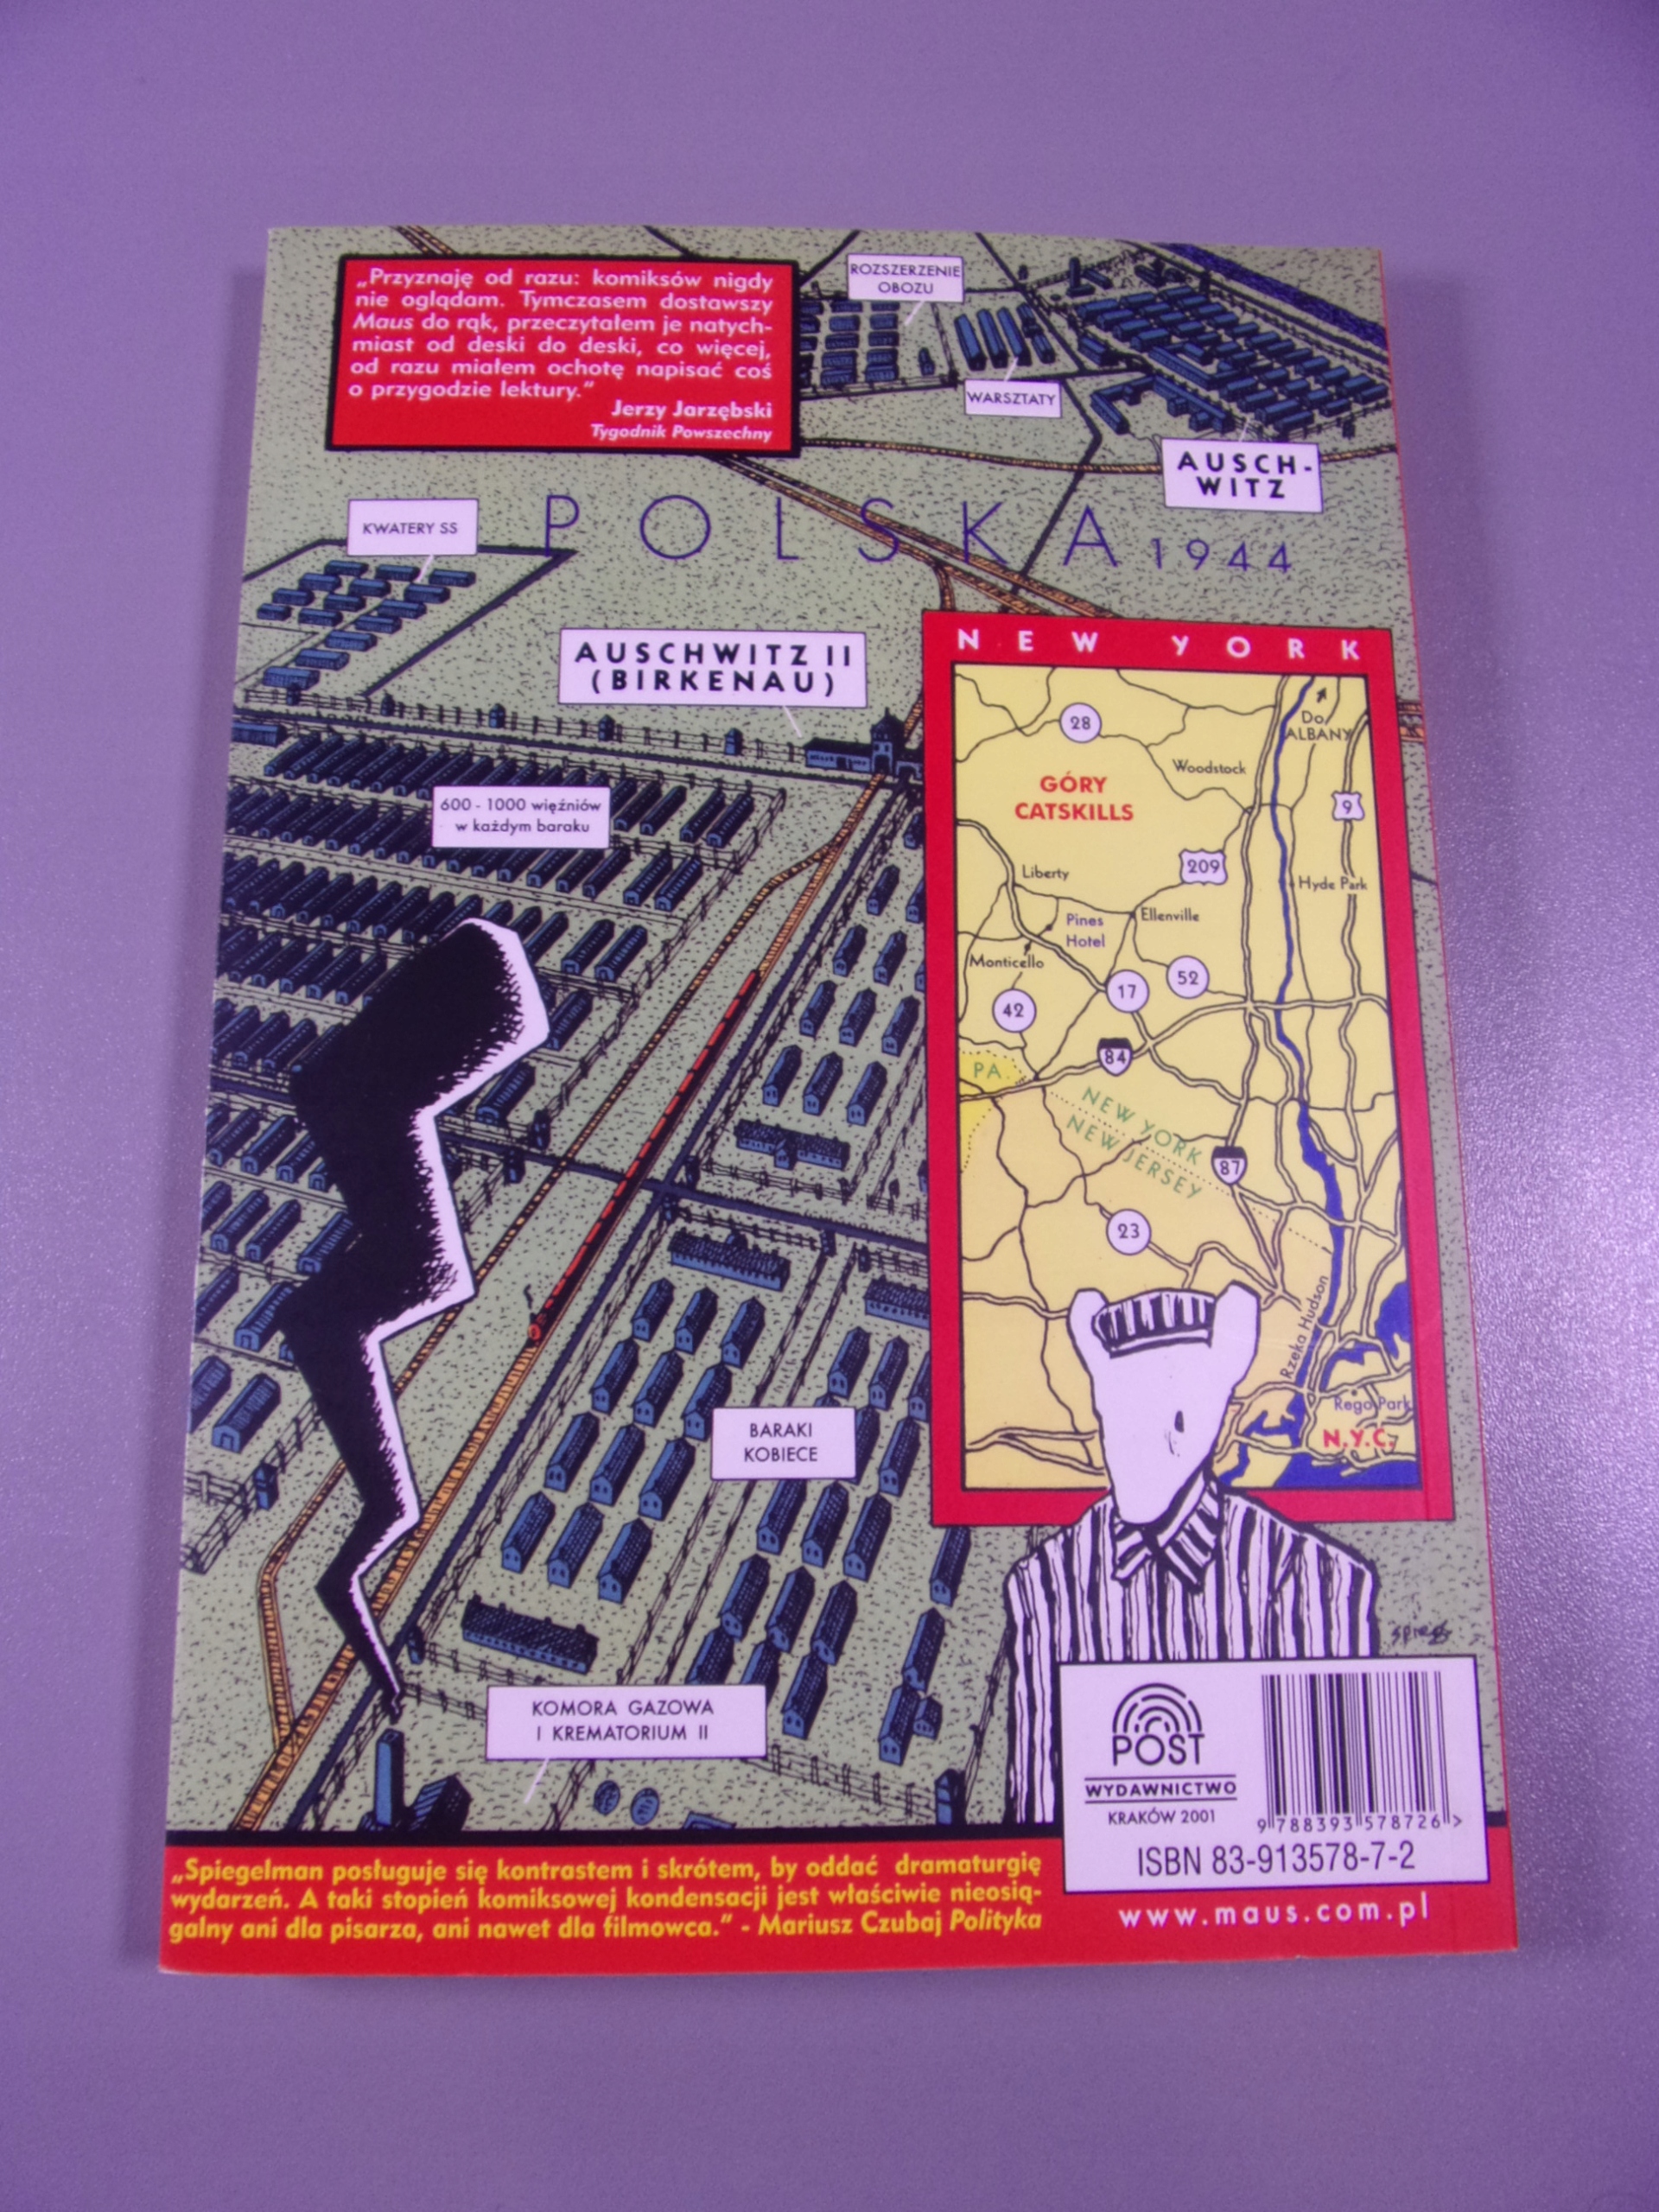 „Przyznaję od razu: komiksów nigdy
nie oglądam. Tymczasem dostawszy
Maus do rąk, przeczytałem je natych-
miast od deski do deski, co więcej,
od razu miałem ochotę napisać coś
o przygodzie lektury.”
Jerzy Jarzębski
Tygodnik Powszechny
ROZSZERZENIE
OBOZU
WARSZTATY
AUSCH-
WITZ
KWATERY SS
POLSKA 1944
AUSCHWITZ II
(BIRKENAU)
600 - 1000 więźniów
w każdym baraku
NEW YORK
28
Do
ALBANY
Woodstock
GÓRY
CATSKILLS
9
209
Liberty
Hyde Park
Pines
Hotel
Ellenville
Monticello
52
17
42
84
PA.
NEW YORK
NEW JERSEY
87
23
Rzeka Hudson
Rego Park
N.Y.C.
BARAKI
KOBIECE
KOMORA GAZOWA
I KREMATORIUM II
POST
WYDAWNICTWO
KRAKÓW 2001
9 788393 578726 >
ISBN 83-913578-7-2
„Spiegelman posługuje się kontrastem i skrótem, by oddać dramaturgię
wydarzeń. A taki stopień komiksowej kondensacji jest właściwie nieosią-
galny ani dla pisarza, ani nawet dla filmowca.” - Mariusz Czubaj Polityka
www.maus.com.pl